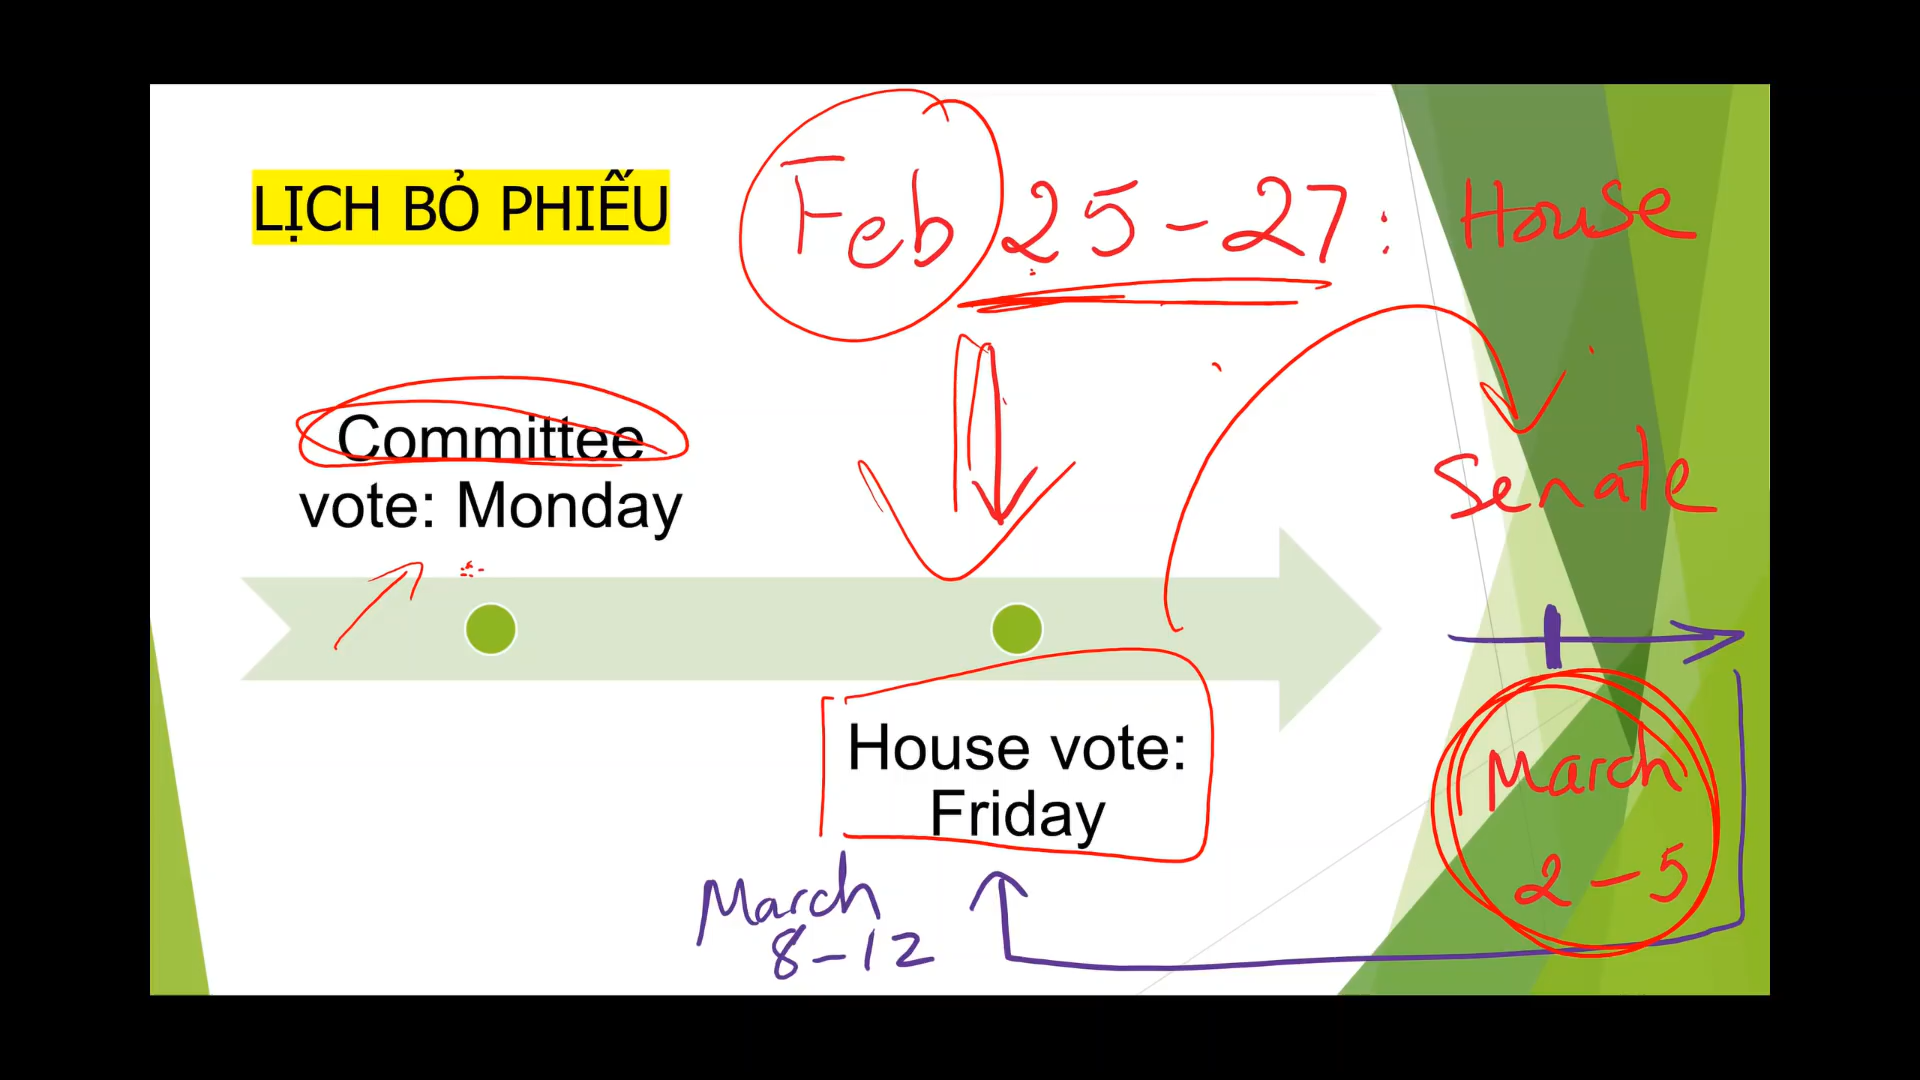 LỊCH BỎ PHIẾU
Feb 25-27: House
Committee
vote: Monday
Senate
House vote:
Friday
March
2-5
March
8-12